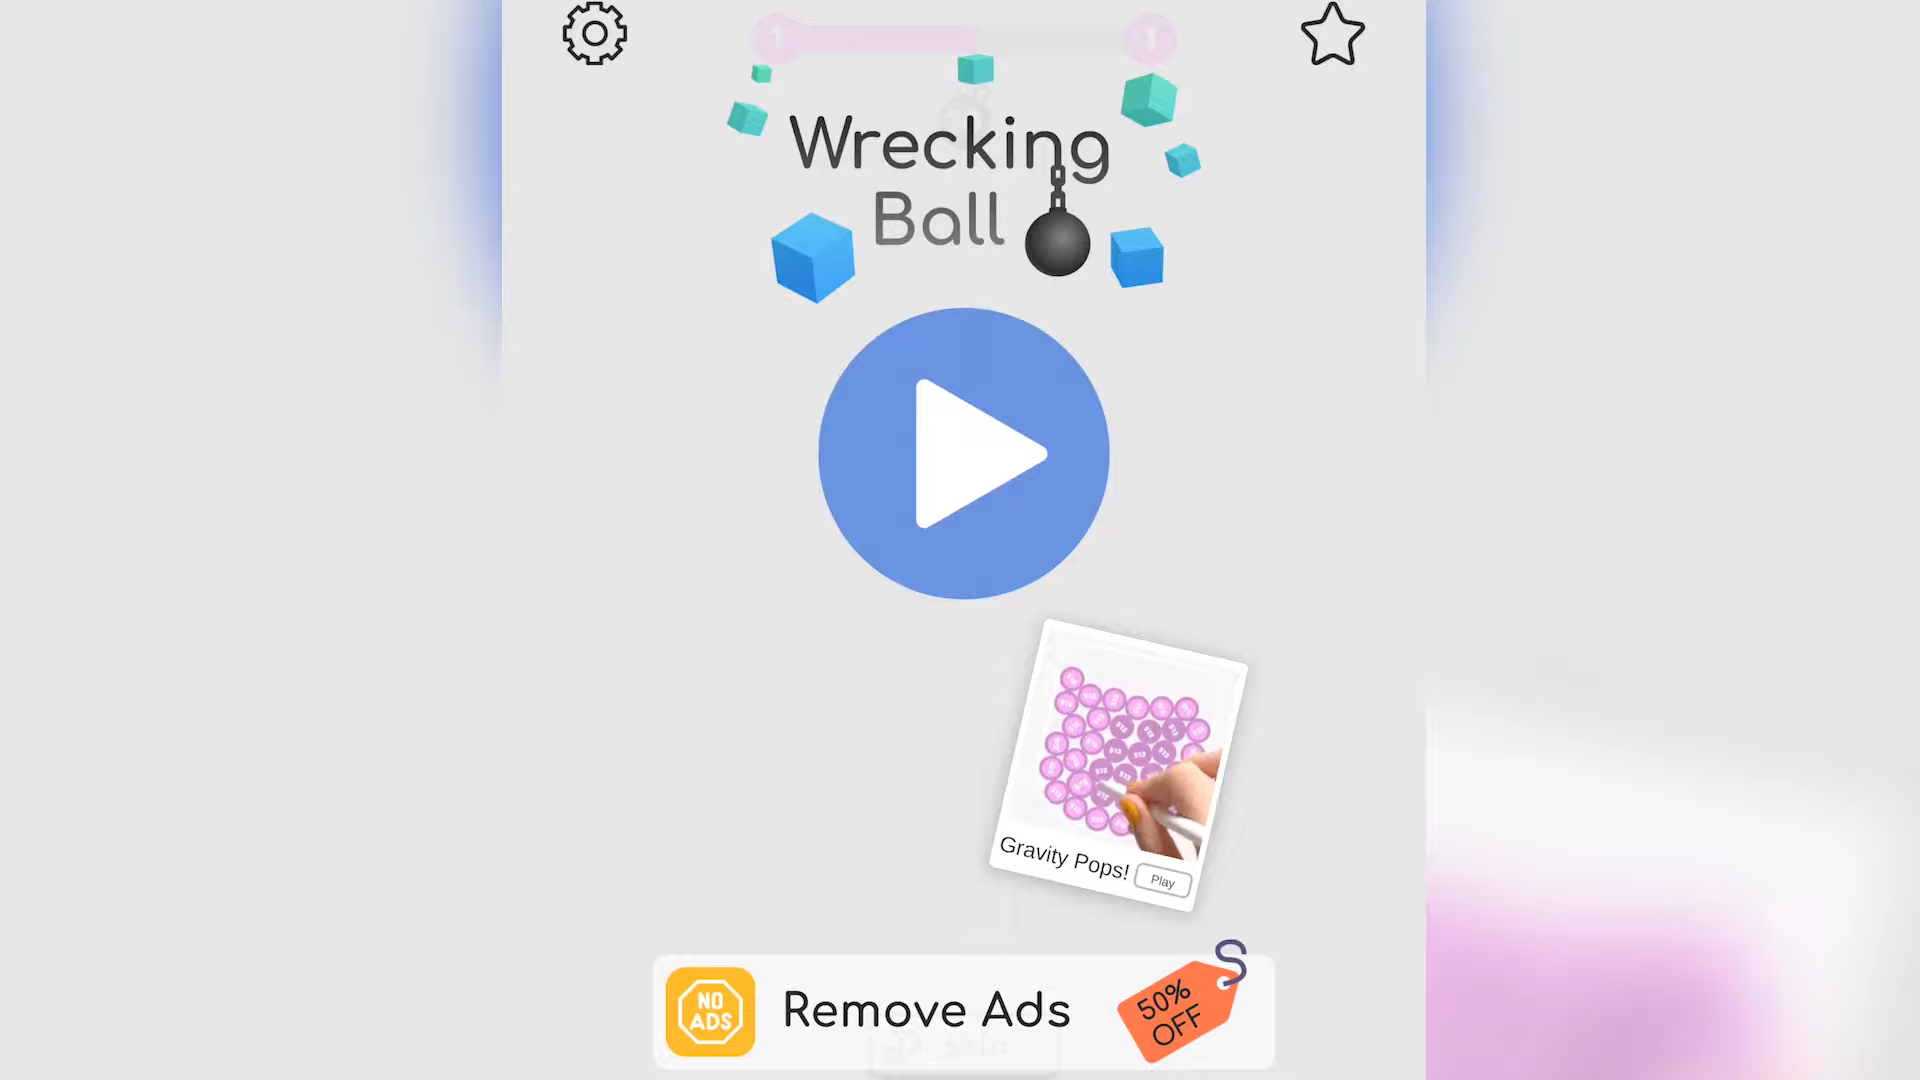 Wrecking
Ball
Gravity Pops!
Play
NO
ADS
Remove Ads
50%
OFF